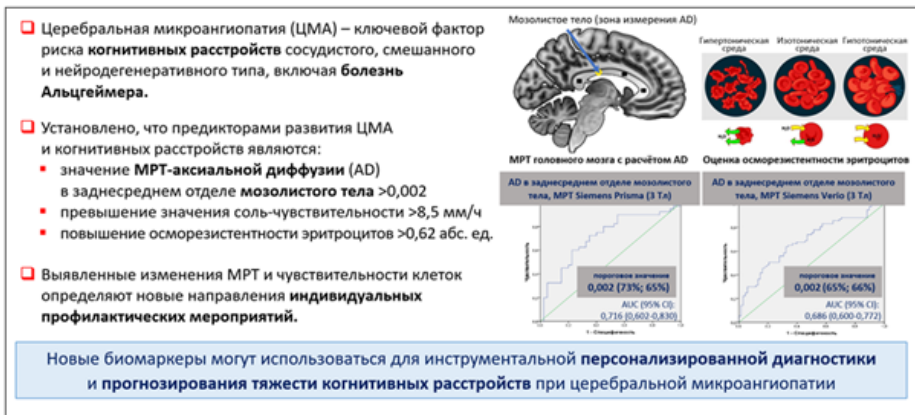 Церебральная микроангиопатия (ЦМА) – ключевой фактор
риска когнитивных расстройств сосудистого, смешанного
и нейродегенеративного типа, включая болезнь
Альцгеймера.
Установлено, что предикторами развития ЦМА
и когнитивных расстройств являются:
значение МРТ-аксиальной диффузии (AD)
в заднесреднем отделе мозолистого тела >0,002
превышение значения соль-чувствительности >8,5 мм/ч
повышение осморезистентности эритроцитов >0,62 абс. ед.
Выявленные изменения МРТ и чувствительности клеток
определяют новые направления индивидуальных
профилактических мероприятий.
Мозолистое тело (зона измерения AD)
Гипертоническая
среда
Изотоническая
среда
Гипотоническая
среда
МРТ головного мозга с расчётом AD
Оценка осморезистентности эритроцитов
AD в заднесреднем отделе мозолистого
тела, МРТ Siemens Prisma (3 Тл)
Чувствительность
пороговое значение
0,002 (73%; 65%)
AUC (95% CI):
0,716 (0,602-0,830)
1 – Специфичность
AD в заднесреднем отделе мозолистого
тела, МРТ Siemens Verio (3 Тл)
Чувствительность
пороговое значение
0,002 (65%; 66%)
AUC (95% CI):
0,686 (0,600-0,772)
1 – Специфичность
Новые биомаркеры могут использоваться для инструментальной персонализированной диагностики
и прогнозирования тяжести когнитивных расстройств при церебральной микроангиопатии